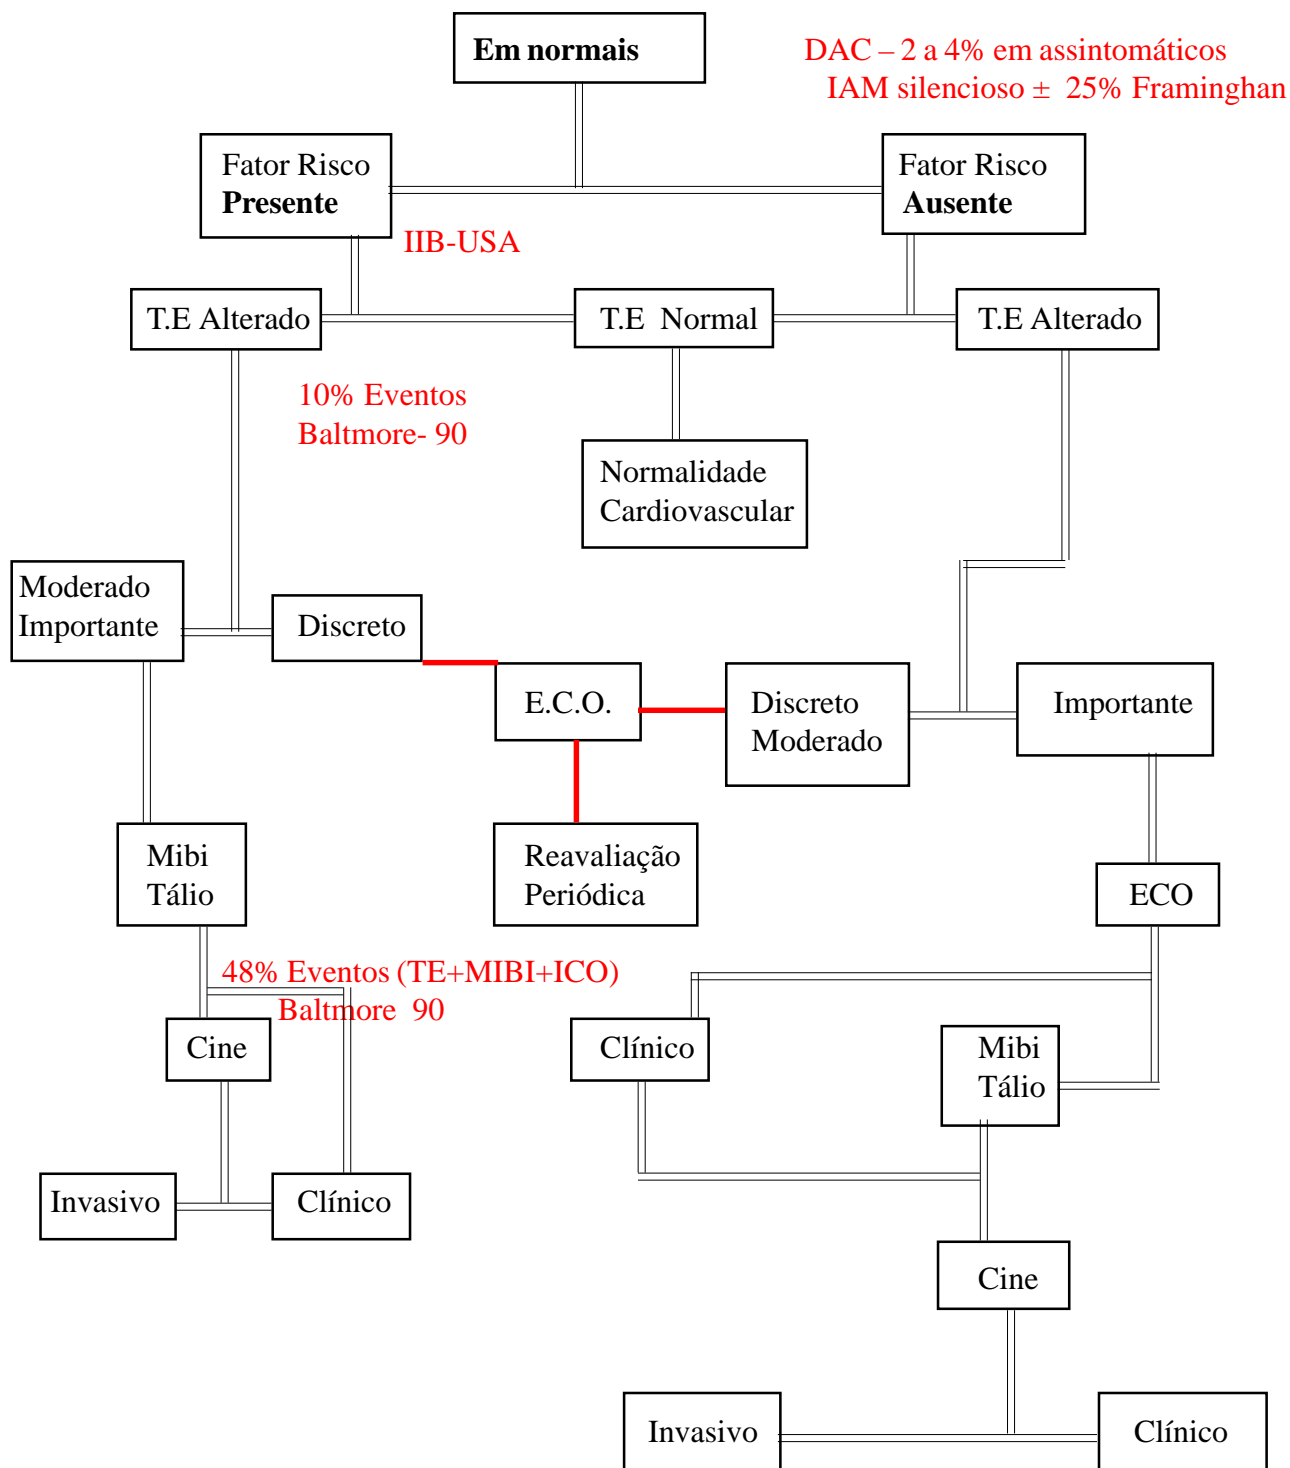 Em normais
DAC – 2 a 4% em assintomáticos
IAM silencioso ± 25% Framinghan
Fator Risco
Presente
Fator Risco
Ausente
IIB-USA
T.E Alterado
T.E Normal
T.E Alterado
10% Eventos
Baltmore- 90
Normalidade
Cardiovascular
Moderado
Importante
Discreto
E.C.O.
Discreto
Moderado
Importante
Mibi
Tálio
Reavaliação
Periódica
ECO
48% Eventos (TE+MIBI+ICO)
Baltmore 90
Cine
Clínico
Mibi
Tálio
Invasivo
Clínico
Cine
Invasivo
Clínico